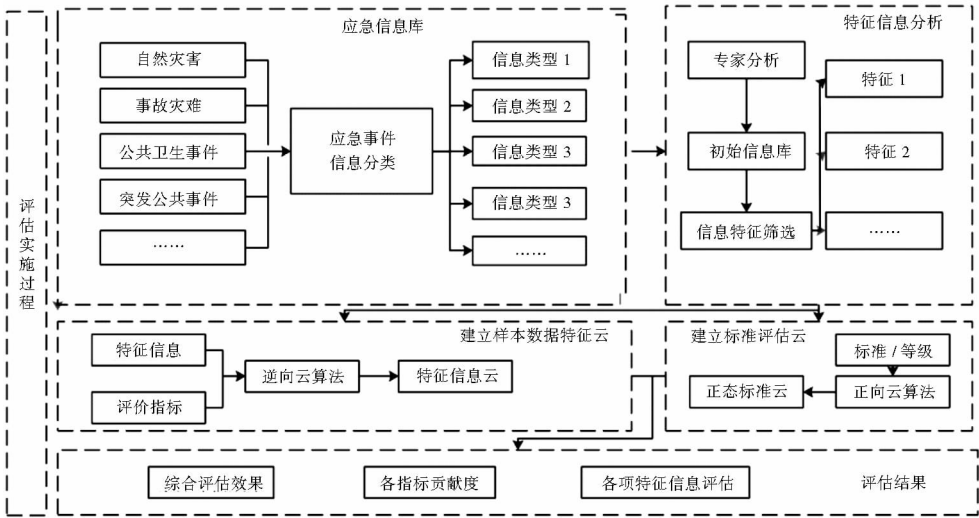 评估实施过程
应急信息库
自然灾害
事故灾难
公共卫生事件
突发公共事件
……
应急事件
信息分类
信息类型 1
信息类型 2
信息类型 3
信息类型 3
……
特征信息分析
专家分析
初始信息库
信息特征筛选
特征 1
特征 2
……
建立样本数据特征云
特征信息
评价指标
逆向云算法
特征信息云
建立标准评估云
标准 / 等级
正态标准云
正向云算法
综合评估效果
各指标贡献度
各项特征信息评估
评估结果